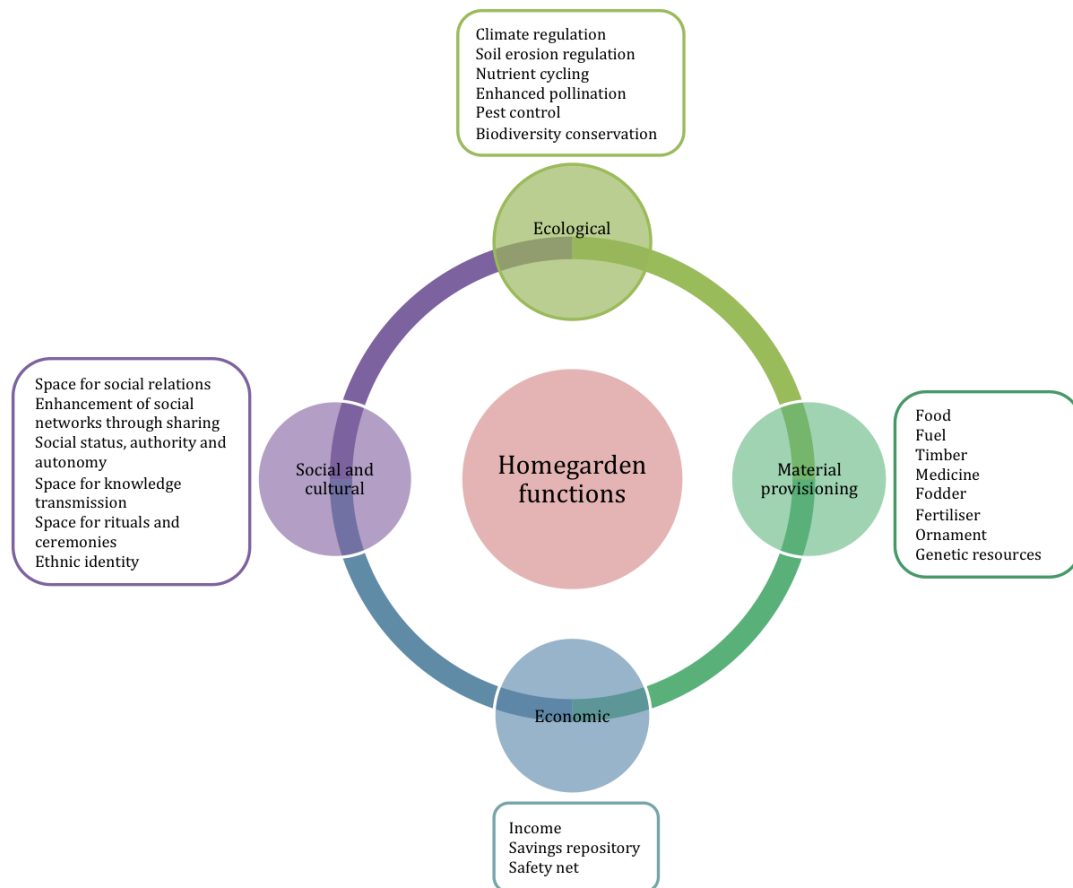 Climate regulation
Soil erosion regulation
Nutrient cycling
Enhanced pollination
Pest control
Biodiversity conservation
Ecological
Space for social relations
Enhancement of social
networks through sharing
Social status, authority and
autonomy
Space for knowledge
transmission
Space for rituals and
ceremonies
Ethnic identity
Social and
cultural
Homegarden
functions
Material
provisioning
Food
Fuel
Timber
Medicine
Fodder
Fertiliser
Ornament
Genetic resources
Economic
Income
Savings repository
Safety net